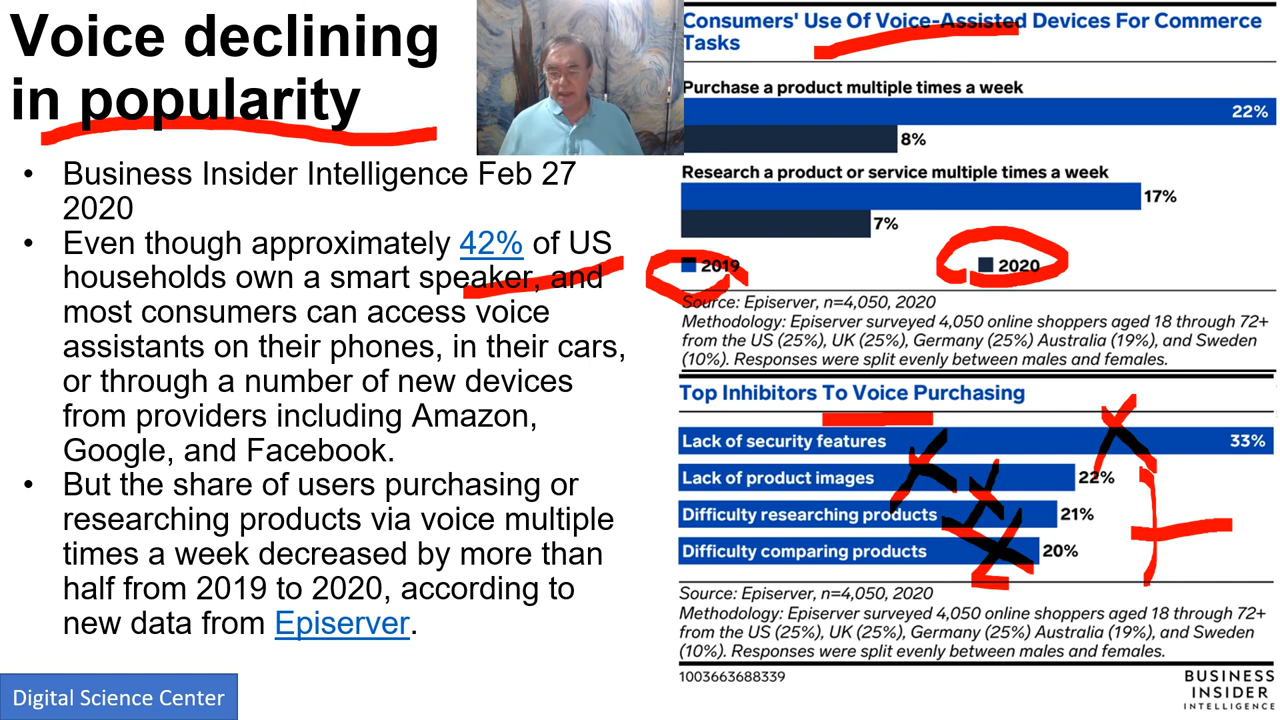 Voice declining
in popularity
• Business Insider Intelligence Feb 27
2020
• Even though approximately 42% of US
households own a smart speaker, and
most consumers can access voice
assistants on their phones, in their cars,
or through a number of new devices
from providers including Amazon,
Google, and Facebook.
• But the share of users purchasing or
researching products via voice multiple
times a week decreased by more than
half from 2019 to 2020, according to
new data from Episerver.
Digital Science Center
Consumers' Use Of Voice-Assisted Devices For Commerce
Tasks
Purchase a product multiple times a week
22%
8%
Research a product or service multiple times a week
17%
7%
2019 2020
Source: Episerver, n=4,050, 2020
Methodology: Episerver surveyed 4,050 online shoppers aged 18 through 72+
from the US (25%), UK (25%), Germany (25%) Australia (19%), and Sweden
(10%). Responses were split evenly between males and females.
Top Inhibitors To Voice Purchasing
Lack of security features 33%
Lack of product images 22%
Difficulty researching products 21%
Difficulty comparing products 20%
Source: Episerver, n=4,050, 2020
Methodology: Episerver surveyed 4,050 online shoppers aged 18 through 72+
from the US (25%), UK (25%), Germany (25%) Australia (19%), and Sweden
(10%). Responses were split evenly between males and females.
1003663688339
BUSINESS
INSIDER
INTELLIGENCE